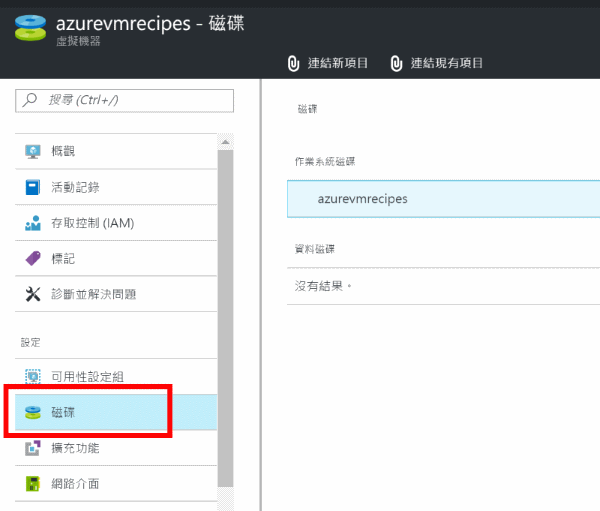 azurevmrecipes - 磁碟
虛擬機器
連結新項目 連結現有項目
搜尋 (Ctrl+/)
概觀
活動記錄
存取控制 (IAM)
標記
診斷並解決問題
設定
可用性設定組
磁碟
擴充功能
網路介面
磁碟
作業系統磁碟
azurevmrecipes
資料磁碟
沒有結果。